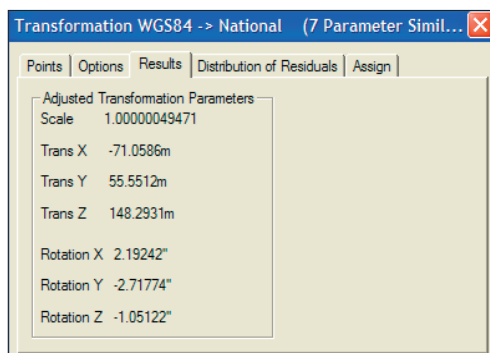 Transformation WGS84 -> National (7 Parameter Simil...
Points Options Results Distribution of Residuals Assign
Adjusted Transformation Parameters
Scale 1.00000049471
Trans X -71.0586m
Trans Y 55.5512m
Trans Z 148.2931m
Rotation X 2.19242"
Rotation Y -2.71774"
Rotation Z -1.05122"